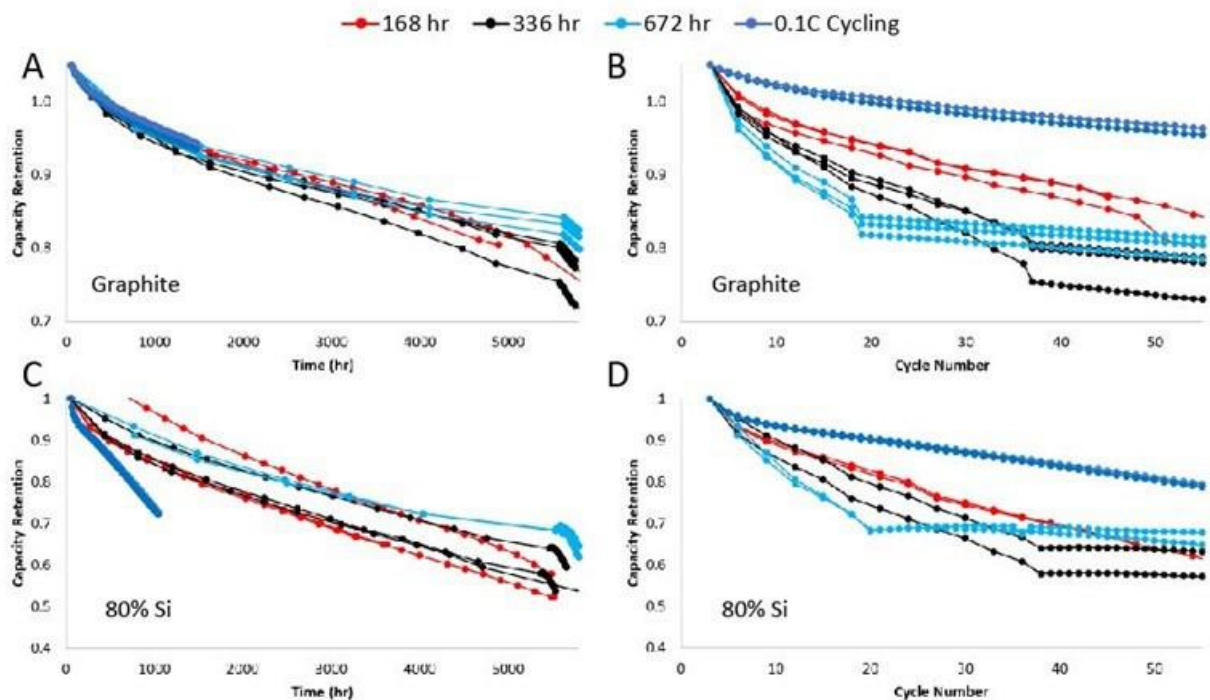 168 hr 336 hr 672 hr 0.1C Cycling
A
1.0
0.9
0.8
0.7
Capacity Retention
Graphite
0 1000 2000 3000 4000 5000
Time (hr)
B
1.0
0.9
0.8
0.7
Capacity Retention
Graphite
0 10 20 30 40 50
Cycle Number
C
1
0.9
0.8
0.7
0.6
0.5
0.4
Capacity Retention
80% Si
0 1000 2000 3000 4000 5000
Time (hr)
D
1
0.9
0.8
0.7
0.6
0.5
0.4
Capacity Retention
80% Si
0 10 20 30 40 50
Cycle Number